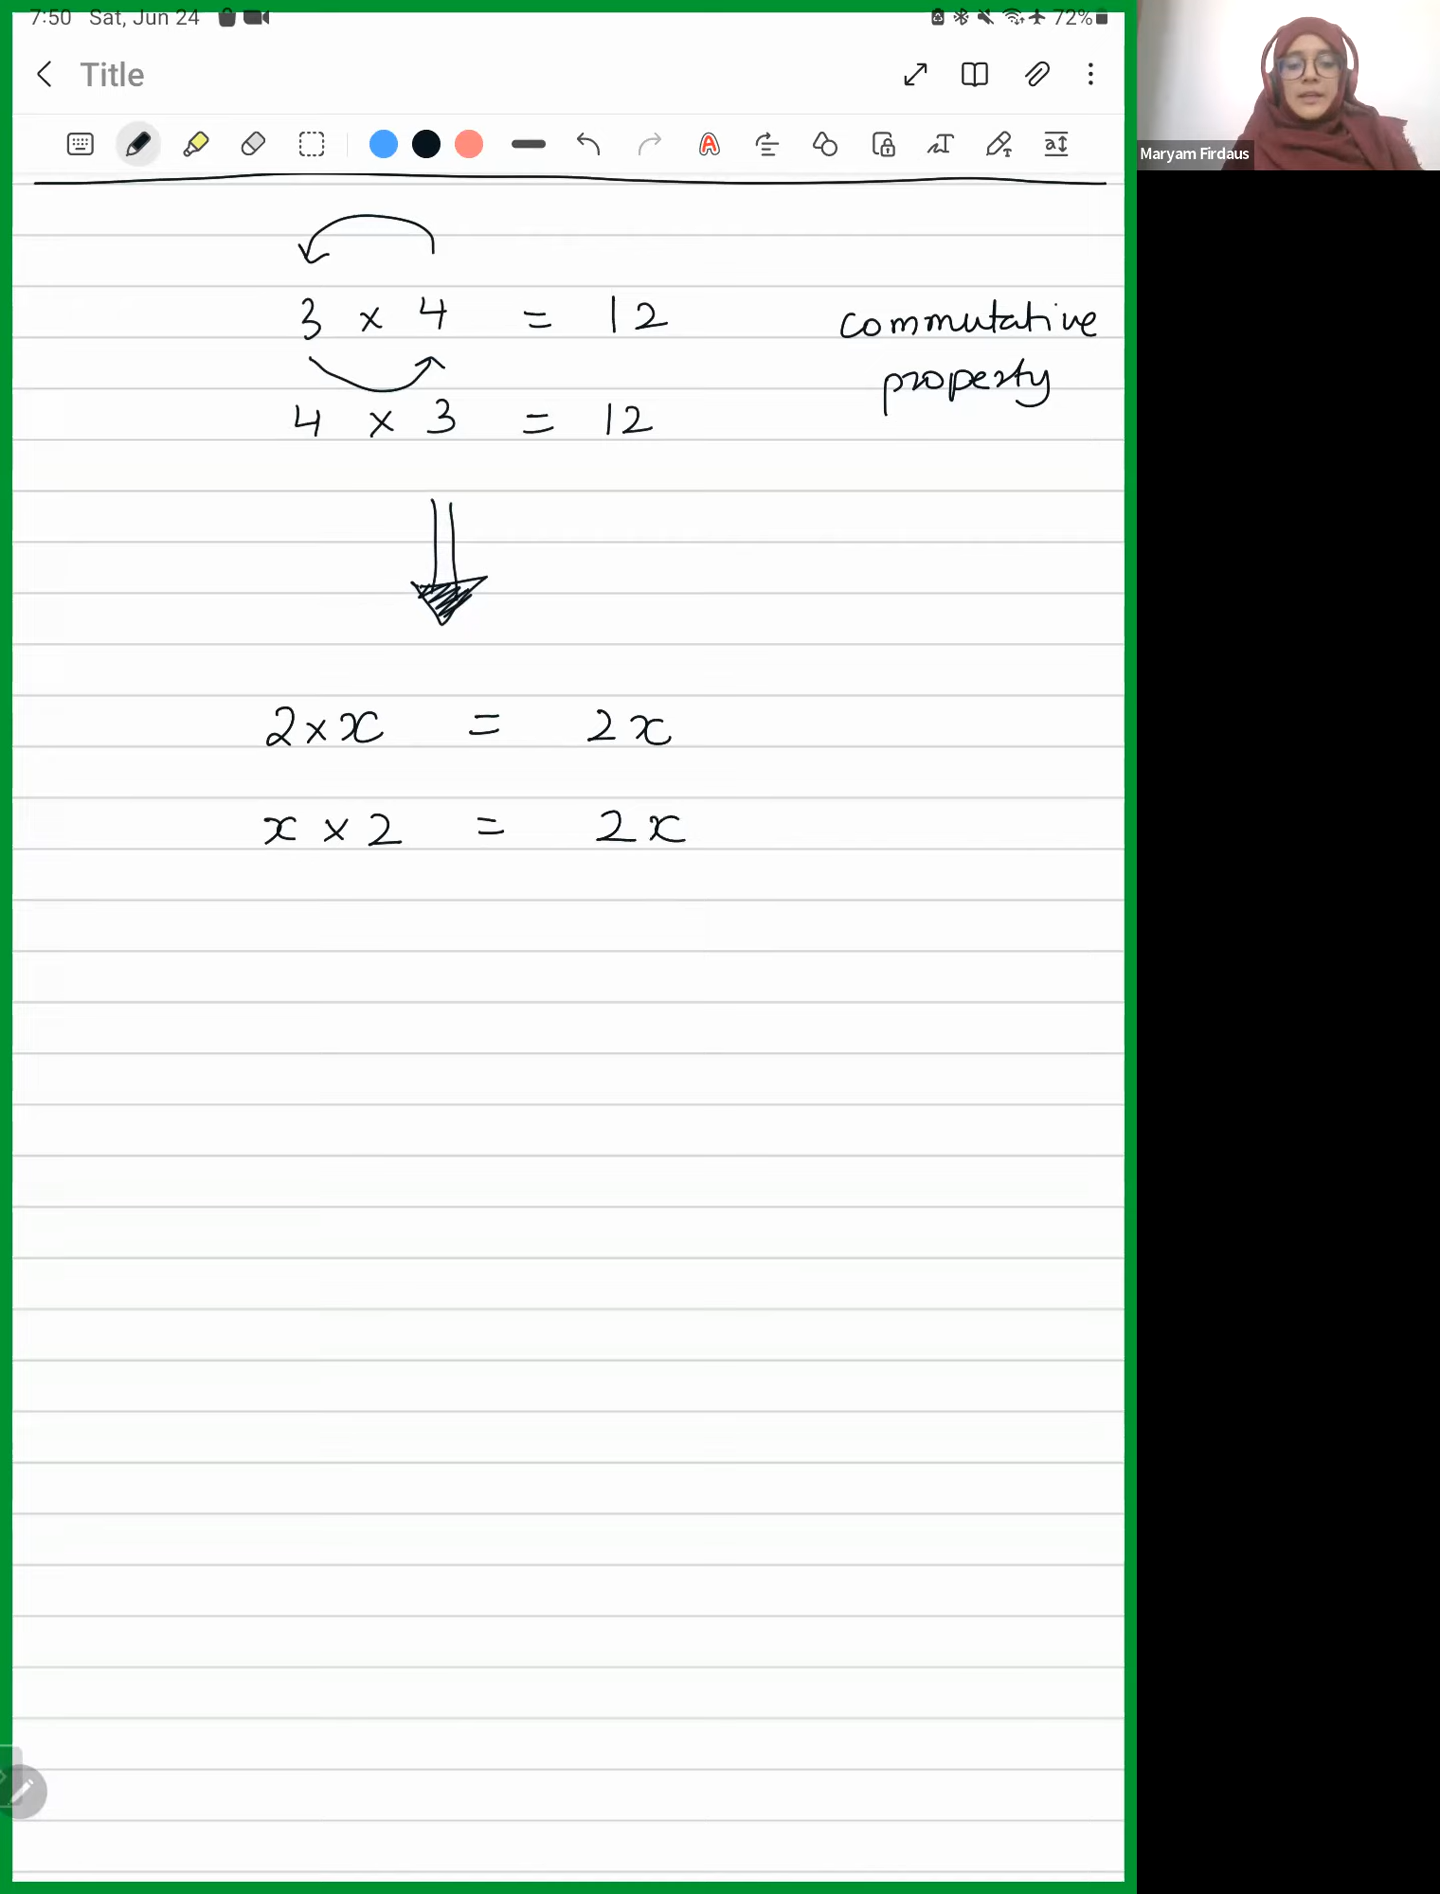 7:50 Sat, Jun 24 72%
Title
Maryam Firdaus
3 × 4 = 12 commutative
property
4 × 3 = 12
2 × x = 2x
x × 2 = 2x